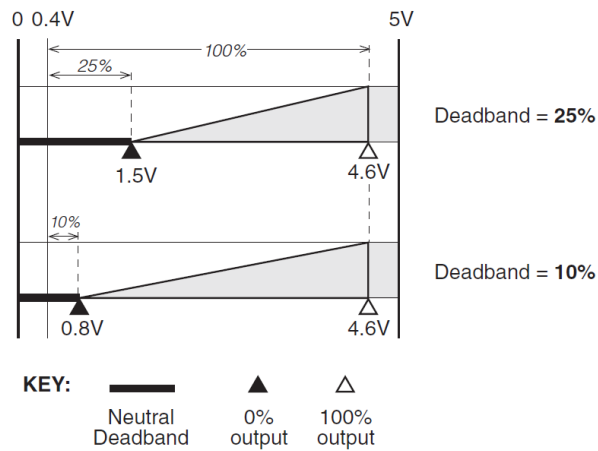 0 0.4V 5V
100%
25%
Deadband = 25%
1.5V 4.6V
10%
Deadband = 10%
0.8V 4.6V
KEY:
Neutral 0% 100%
Deadband output output